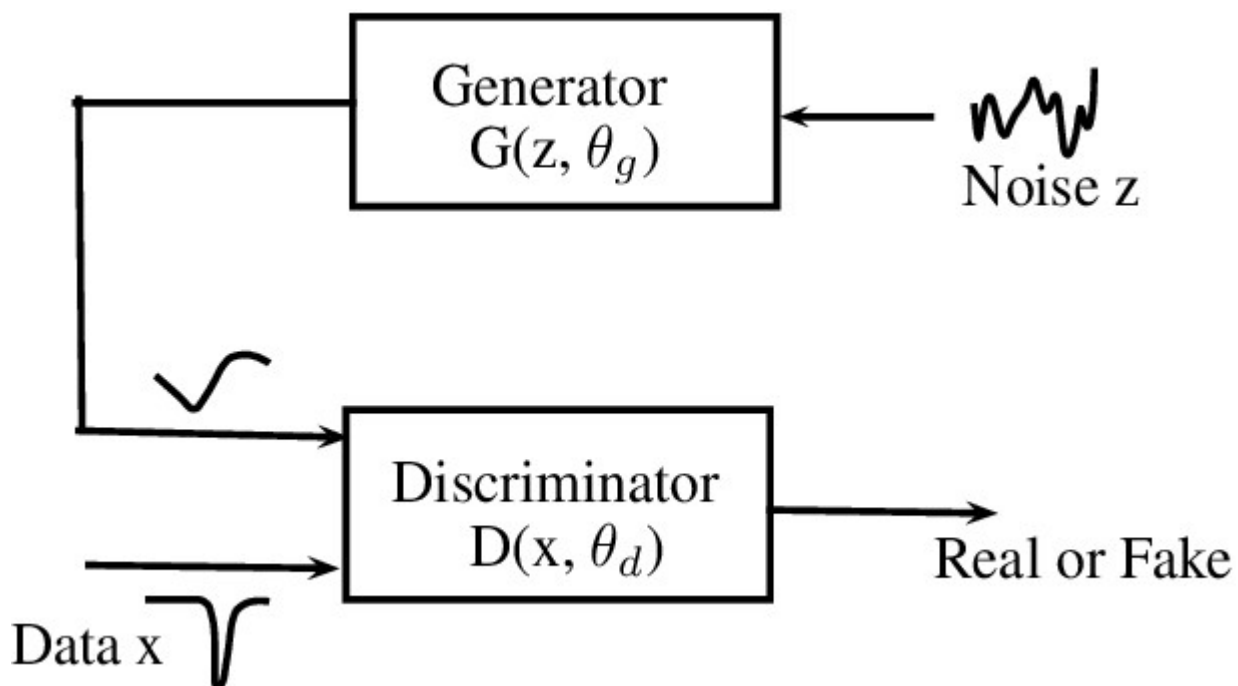 Generator
G(z, θ_g)
Noise z
Discriminator
D(x, θ_d)
Real or Fake
Data x